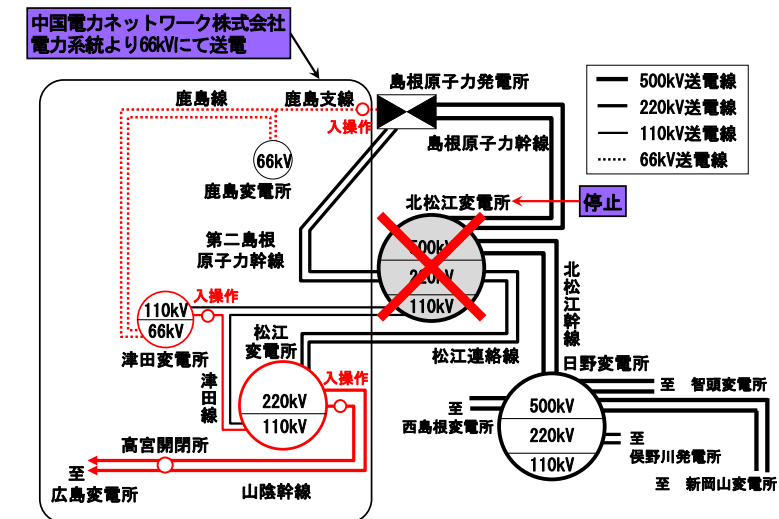 中国電力ネットワーク株式会社
電力系統より66kVにて送電
鹿島線
鹿島支線
島根原子力発電所
入操作
島根原子力幹線
500kV送電線
220kV送電線
110kV送電線
66kV送電線
66kV
鹿島変電所
北松江変電所
停止
第二島根
原子力幹線
500kV
220kV
110kV
北松江幹線
入操作
110kV
66kV
津田変電所
松江
変電所
松江連絡線
日野変電所
津田線
入操作
220kV
110kV
至 智頭変電所
至
西島根変電所
500kV
220kV
110kV
至
俣野川発電所
至 新岡山変電所
高宮開閉所
至
広島変電所
山陰幹線